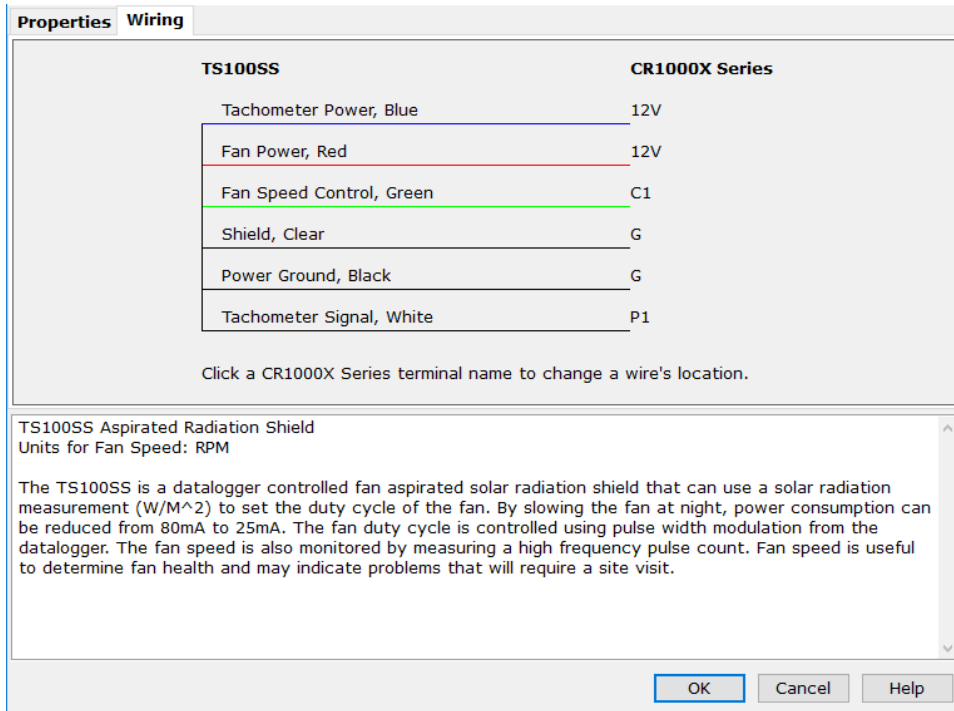 Properties Wiring
TS100SS CR1000X Series
Tachometer Power, Blue 12V
Fan Power, Red 12V
Fan Speed Control, Green C1
Shield, Clear G
Power Ground, Black G
Tachometer Signal, White P1
Click a CR1000X Series terminal name to change a wire's location.
TS100SS Aspirated Radiation Shield
Units for Fan Speed: RPM
The TS100SS is a datalogger controlled fan aspirated solar radiation shield that can use a solar radiation
measurement (W/M^2) to set the duty cycle of the fan. By slowing the fan at night, power consumption can
be reduced from 80mA to 25mA. The fan duty cycle is controlled using pulse width modulation from the
datalogger. The fan speed is also monitored by measuring a high frequency pulse count. Fan speed is useful
to determine fan health and may indicate problems that will require a site visit.
OK Cancel Help